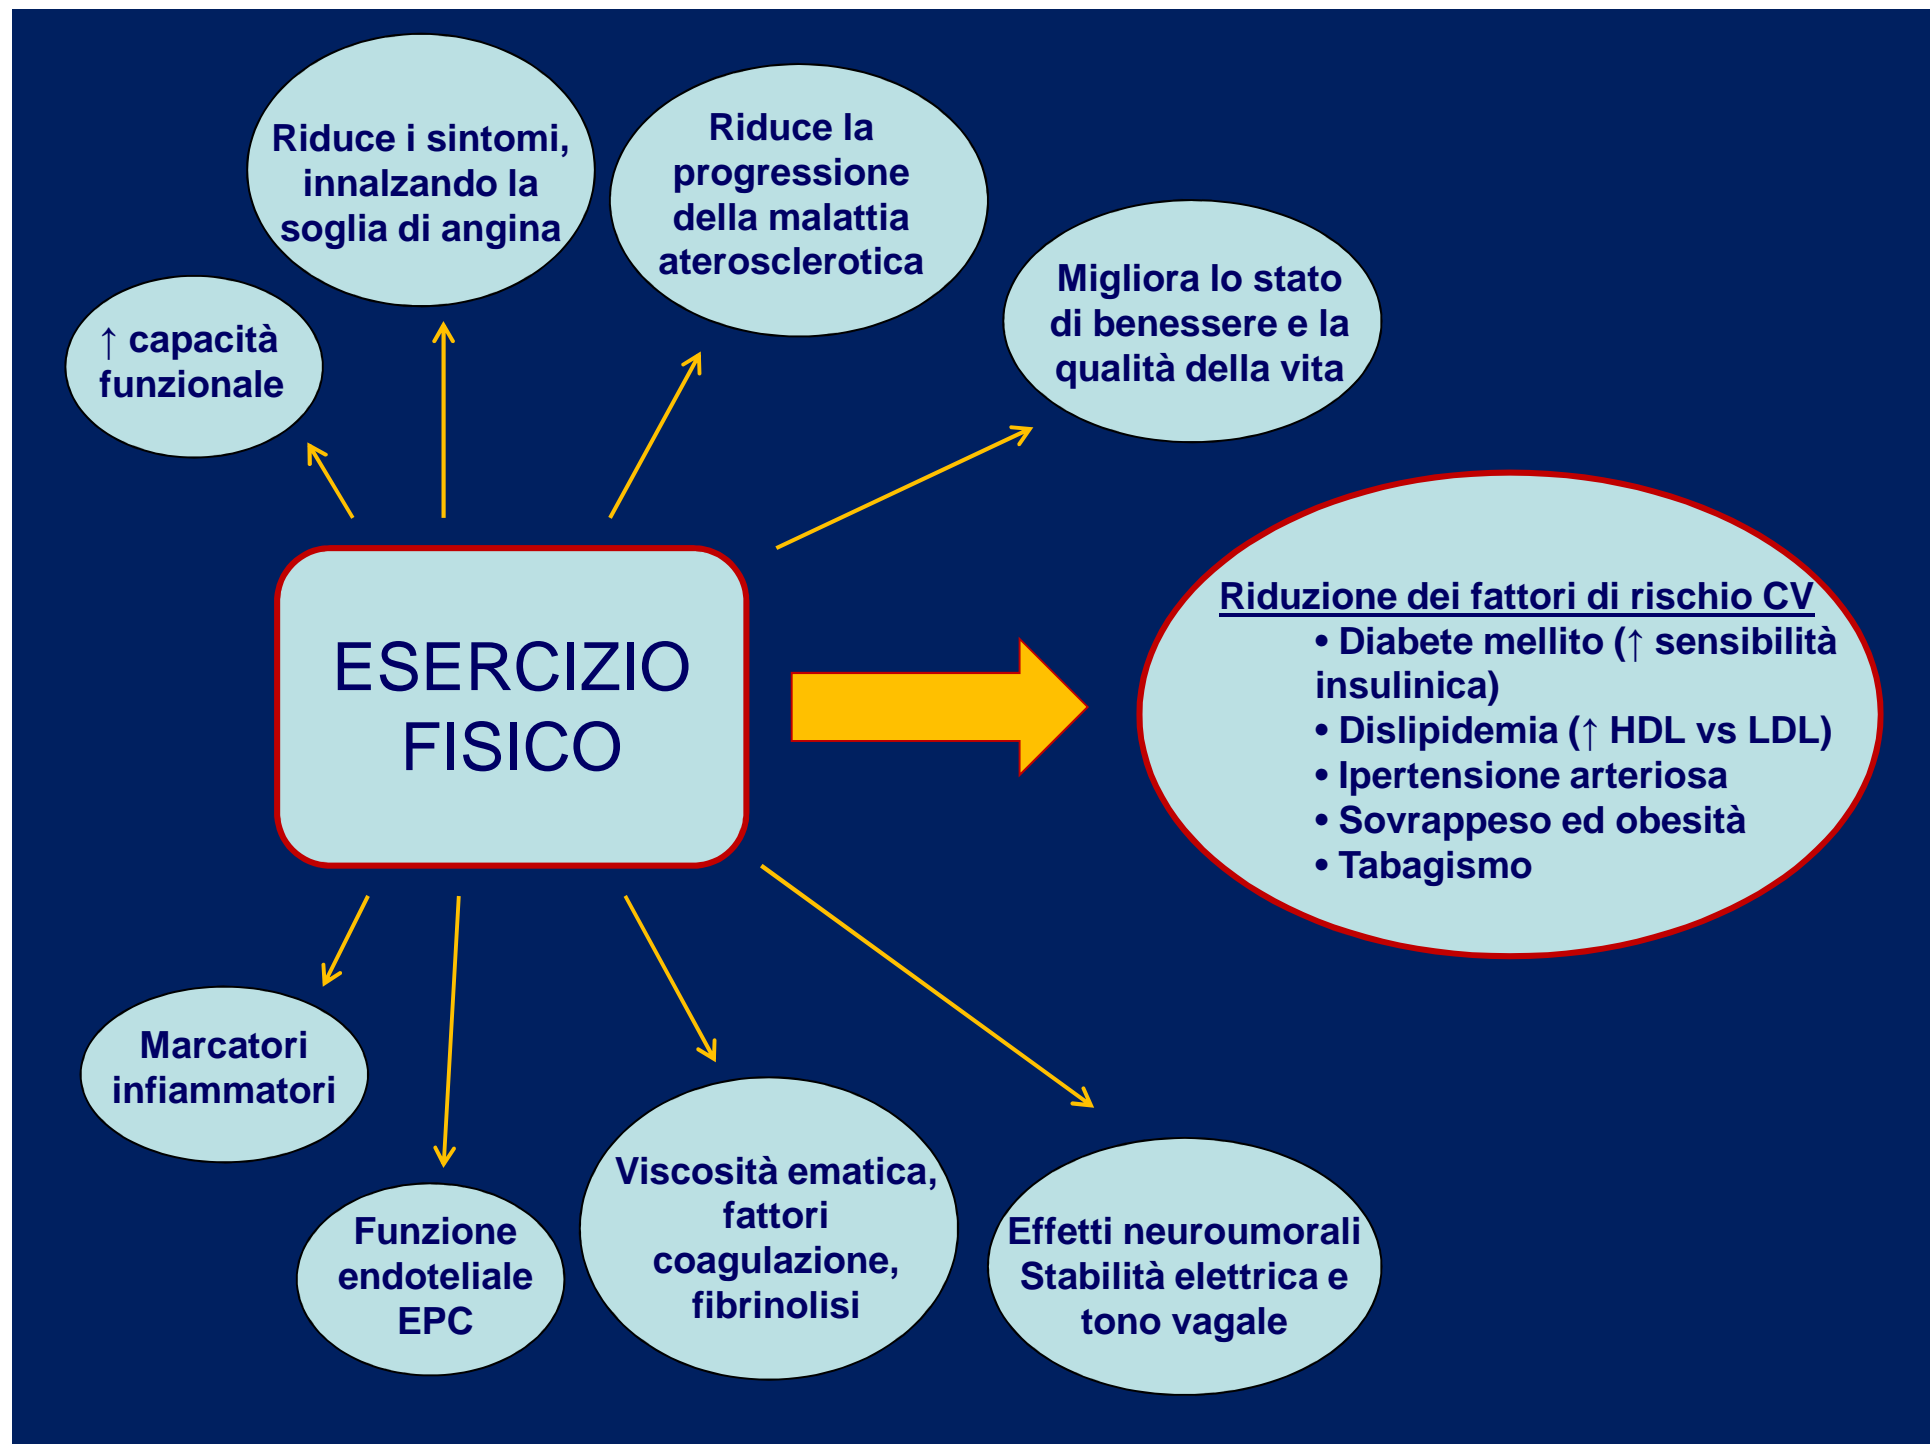 Riduce i sintomi,
innalzando la
soglia di angina
Riduce la
progressione
della malattia
aterosclerotica
Migliora lo stato
di benessere e la
qualità della vita
↑ capacità
funzionale
ESERCIZIO
FISICO
Riduzione dei fattori di rischio CV
• Diabete mellito (↑ sensibilità
insulinica)
• Dislipidemia (↑ HDL vs LDL)
• Ipertensione arteriosa
• Sovrappeso ed obesità
• Tabagismo
Marcatori
infiammatori
Funzione
endoteliale
EPC
Viscosità ematica,
fattori
coagulazione,
fibrinolisi
Effetti neuroumorali
Stabilità elettrica e
tono vagale